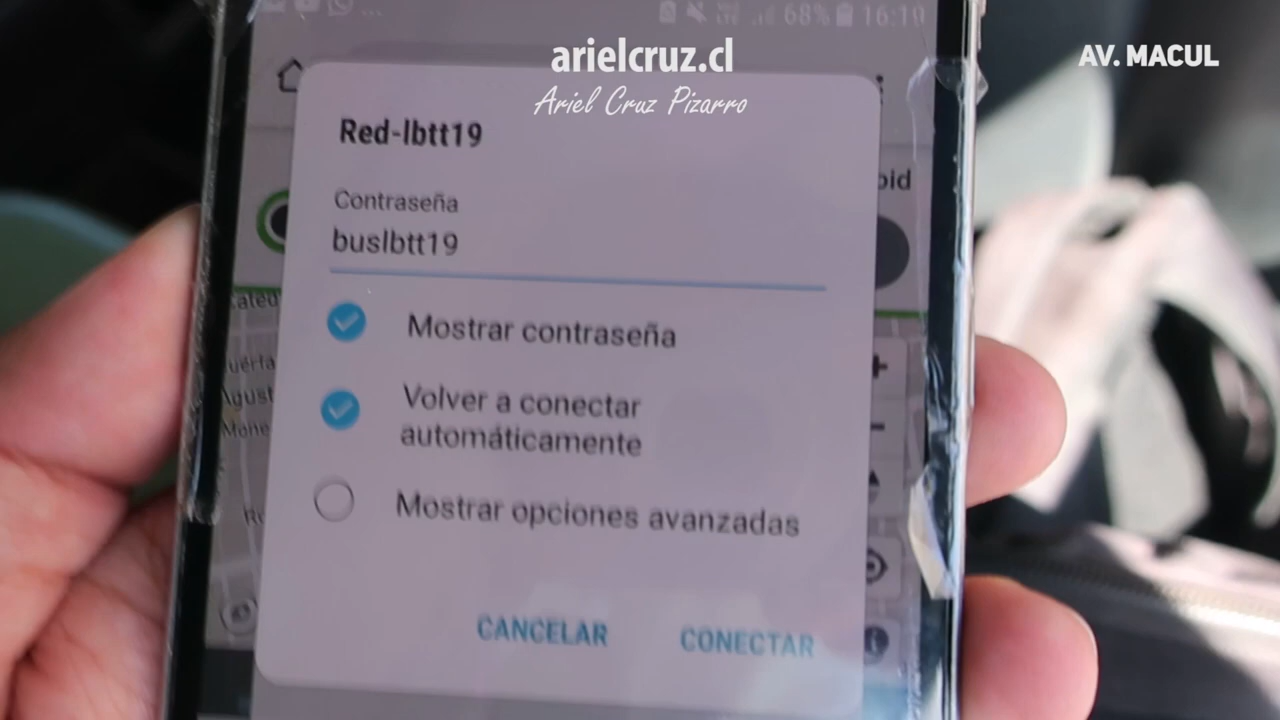 68% 16:19
arielcruz.cl
Ariel Cruz Pizarro
AV. MACUL
Red-lbtt19
Contraseña
buslbtt19
Mostrar contraseña
Volver a conectar
automáticamente
Mostrar opciones avanzadas
CANCELAR CONECTAR